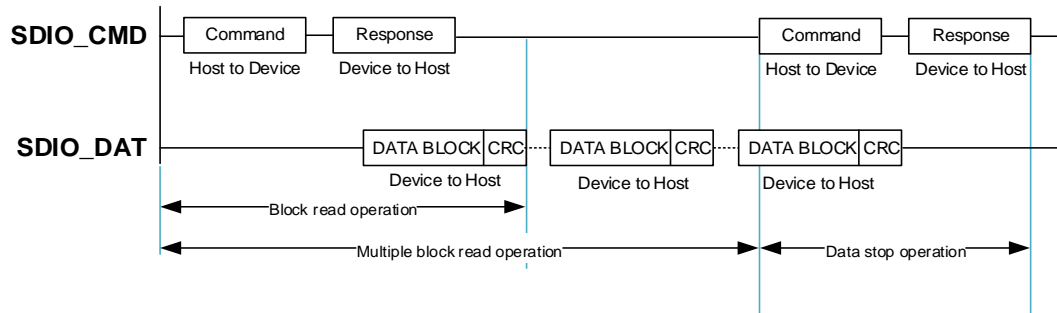 SDIO_CMD
Command
Response
Command
Response
Host to Device
Device to Host
Host to Device
Device to Host
SDIO_DAT
DATA BLOCK
CRC
DATA BLOCK
CRC
DATA BLOCK
CRC
Device to Host
Device to Host
Device to Host
Block read operation
Multiple block read operation
Data stop operation